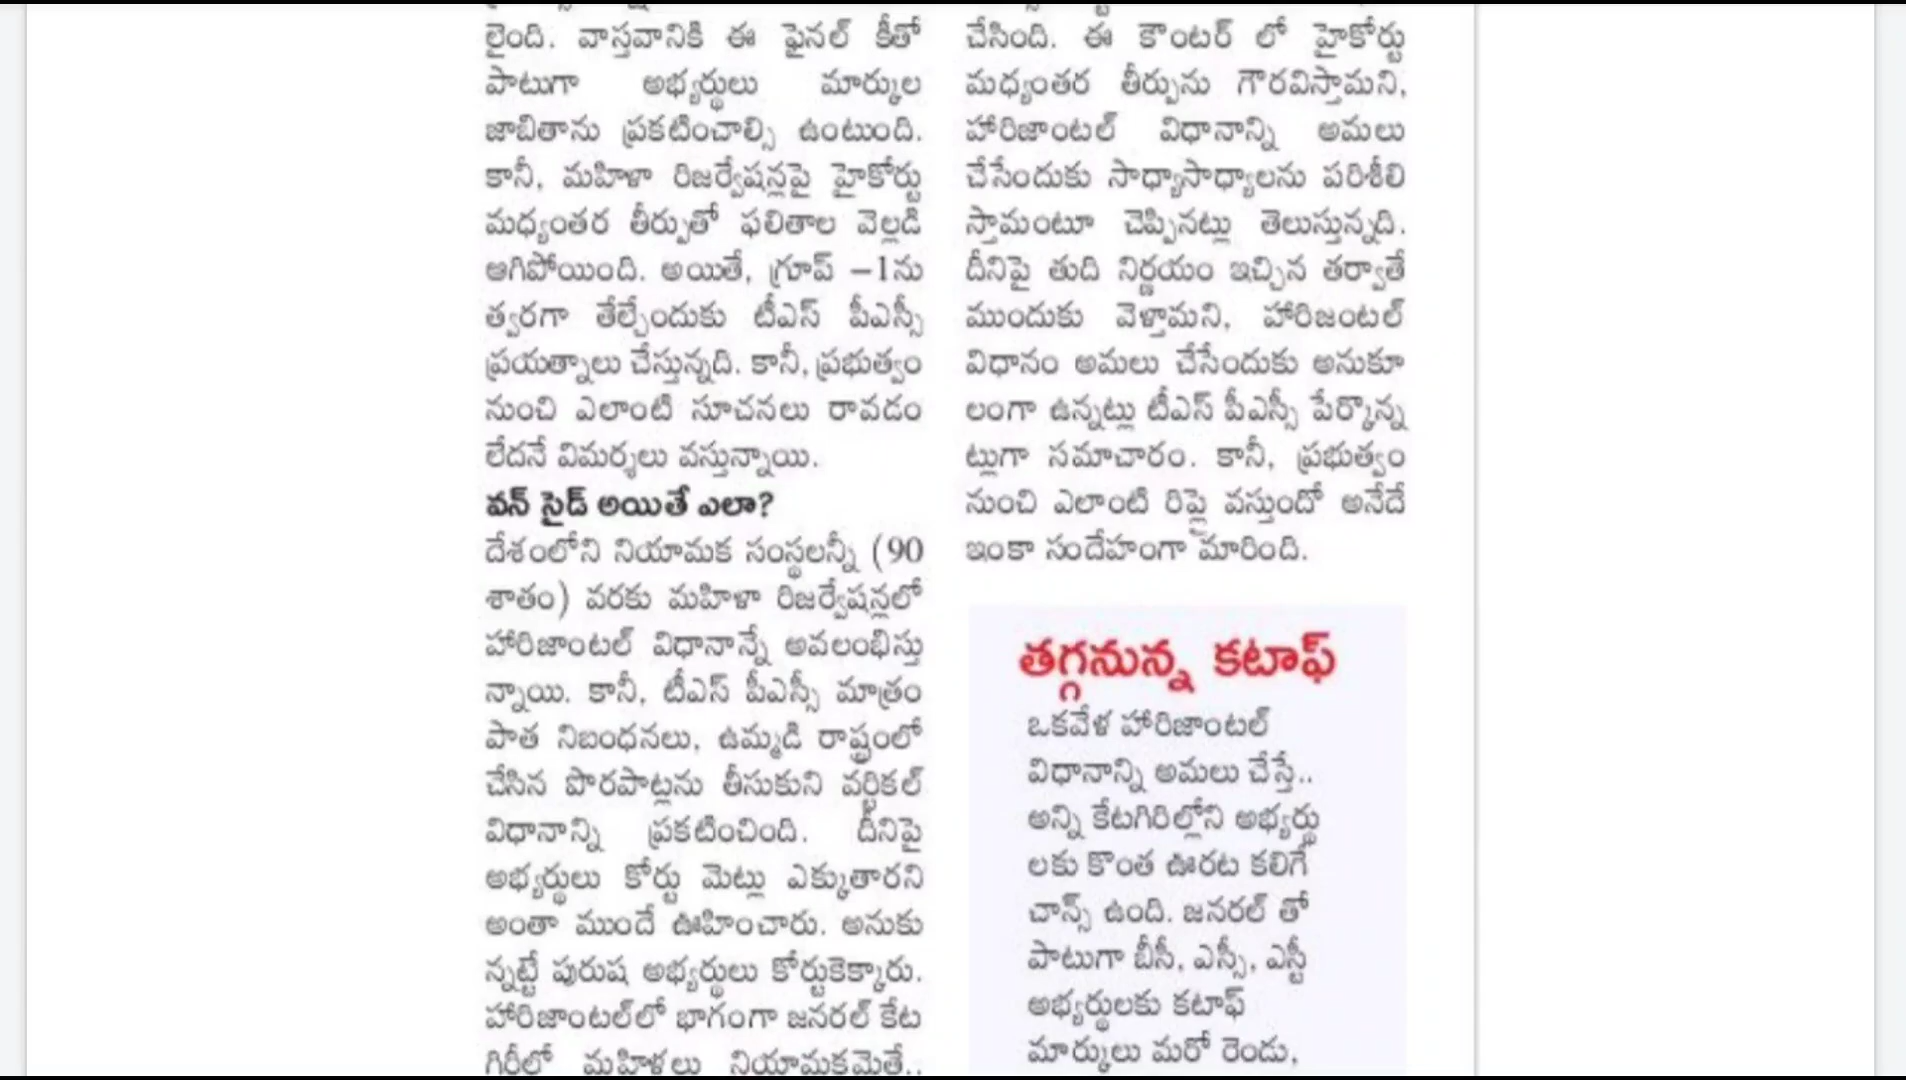 లైంది. వాస్తవానికి ఈ ఫైనల్ కీతో
పాటుగా అభ్యర్థులు మార్కుల
జాబితాను ప్రకటించాల్సి ఉంటుంది.
కానీ, మహిళా రిజర్వేషన్లపై హైకోర్టు
మధ్యంతర తీర్పుతో ఫలితాల వెల్లడి
ఆగిపోయింది. అయితే, గ్రూప్ –1ను
త్వరగా తేల్చేందుకు టీఎస్ పీఎస్సీ
ప్రయత్నాలు చేస్తున్నది. కానీ, ప్రభుత్వం
నుంచి ఎలాంటి సూచనలు రావడం
లేదనే విమర్శలు వస్తున్నాయి.
వన్ సైడ్ అయితే ఎలా?
దేశంలోని నియామక సంస్థలన్నీ (90
శాతం) వరకు మహిళా రిజర్వేషన్లలో
హారిజాంటల్ విధానాన్నే అవలంభిస్తు
న్నాయి. కానీ, టీఎస్ పీఎస్సీ మాత్రం
పాత నిబంధనలు, ఉమ్మడి రాష్ట్రంలో
చేసిన పొరపాట్లను తీసుకుని వర్టికల్
విధానాన్ని ప్రకటించింది. దీనిపై
అభ్యర్థులు కోర్టు మెట్లు ఎక్కుతారని
అంతా ముందే ఊహించారు. అనుకు
న్నట్టే పురుష అభ్యర్థులు కోర్టుకెక్కారు.
హారిజాంటల్‌లో భాగంగా జనరల్ కేట
గిరీలో మహిళలు నియామకమైతే..
చేసింది. ఈ కౌంటర్ లో హైకోర్టు
మధ్యంతర తీర్పును గౌరవిస్తామని,
హారిజాంటల్ విధానాన్ని అమలు
చేసేందుకు సాధ్యాసాధ్యాలను పరిశీలి
స్తామంటూ చెప్పినట్లు తెలుస్తున్నది.
దీనిపై తుది నిర్ణయం ఇచ్చిన తర్వాతే
ముందుకు వెళ్తామని, హారిజంటల్
విధానం అమలు చేసేందుకు అనుకూ
లంగా ఉన్నట్లు టీఎస్ పీఎస్సీ పేర్కొన్న
ట్లుగా సమాచారం. కానీ, ప్రభుత్వం
నుంచి ఎలాంటి రిప్లై వస్తుందో అనేదే
ఇంకా సందేహంగా మారింది.
తగ్గనున్న కటాఫ్
ఒకవేళ హారిజాంటల్
విధానాన్ని అమలు చేస్తే..
అన్ని కేటగిరిల్లోని అభ్యర్థు
లకు కొంత ఊరట కలిగే
చాన్స్ ఉంది. జనరల్ తో
పాటుగా బీసీ, ఎస్సీ, ఎస్టీ
అభ్యర్థులకు కటాఫ్
మార్కులు మరో రెండు,